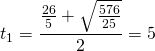 t_1 = \frac{\frac{26}{5} + \sqrt{\frac{576}{25}}}{2} = 5